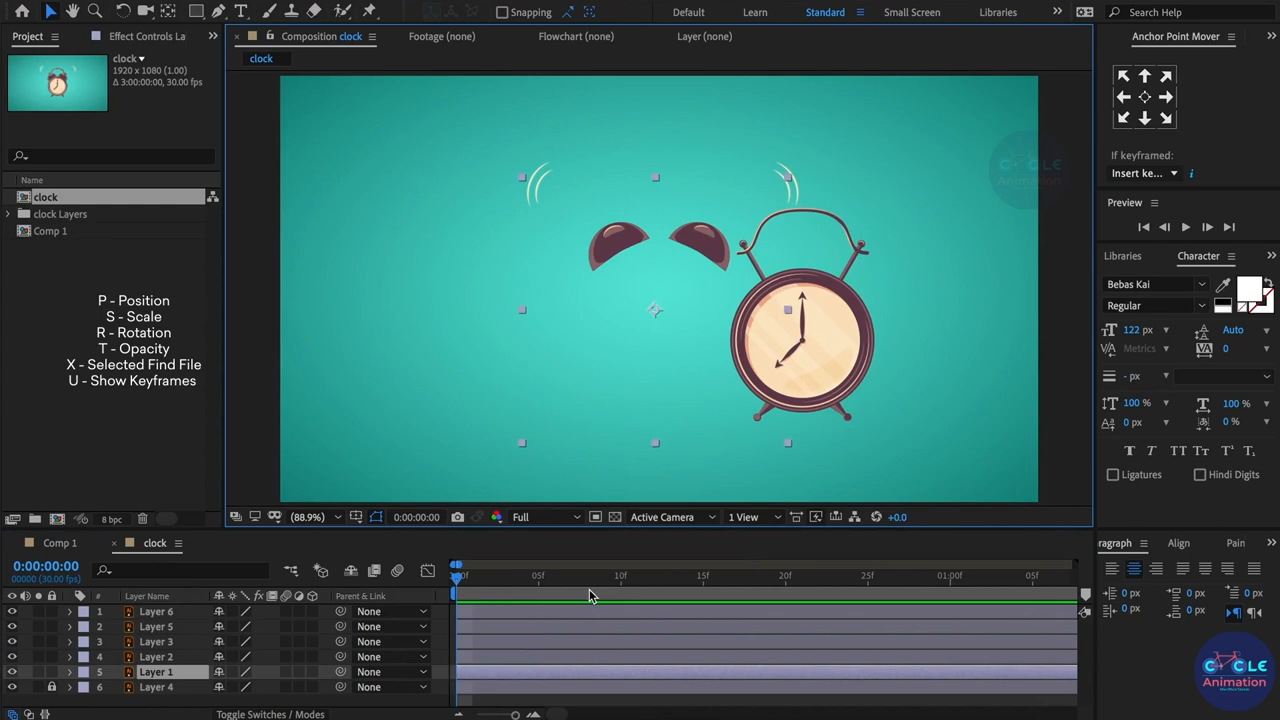 Snapping
Default
Learn
Standard
Small Screen
Libraries
Search Help
Project
Effect Controls La
Composition clock
Footage (none)
Flowchart (none)
Layer (none)
Anchor Point Mover
clock
clock
1920 x 1080 (1.00)
Δ 3:00:00:00, 30.00 fps
If keyframed:
Insert ke...
Name
clock
clock Layers
Comp 1
Preview
Libraries
Character
P - Position
S - Scale
R - Rotation
T - Opacity
X - Selected Find File
U - Show Keyframes
CYCLE
Animation
Bebas Kai
Regular
122 px
Auto
Metrics
0
- px
100 %
100 %
0 px
0 %
Ligatures
Hindi Digits
8 bpc
(88.9%)
0:00:00:00
Full
Active Camera
1 View
+0.0
Comp 1
clock
ragraph
Align
Pain
0:00:00:00
00000 (30.00 fps)
05f
10f
15f
20f
25f
01:00f
05f
# Layer Name
Parent & Link
1 Layer 6 None
2 Layer 5 None
3 Layer 3 None
4 Layer 2 None
5 Layer 1 None
6 Layer 4 None
0 px
0 px
0 px
0 px
0 px
Toggle Switches / Modes
CYCLE
Animation